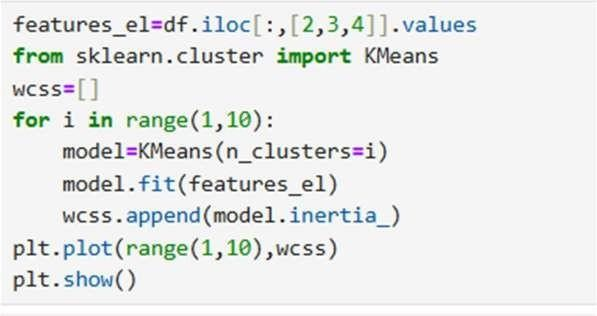 features_el=df.iloc[:,[2,3,4]].values
from sklearn.cluster import KMeans
wcss=[]
for i in range(1,10):
    model=KMeans(n_clusters=i)
    model.fit(features_el)
    wcss.append(model.inertia_)
plt.plot(range(1,10),wcss)
plt.show()